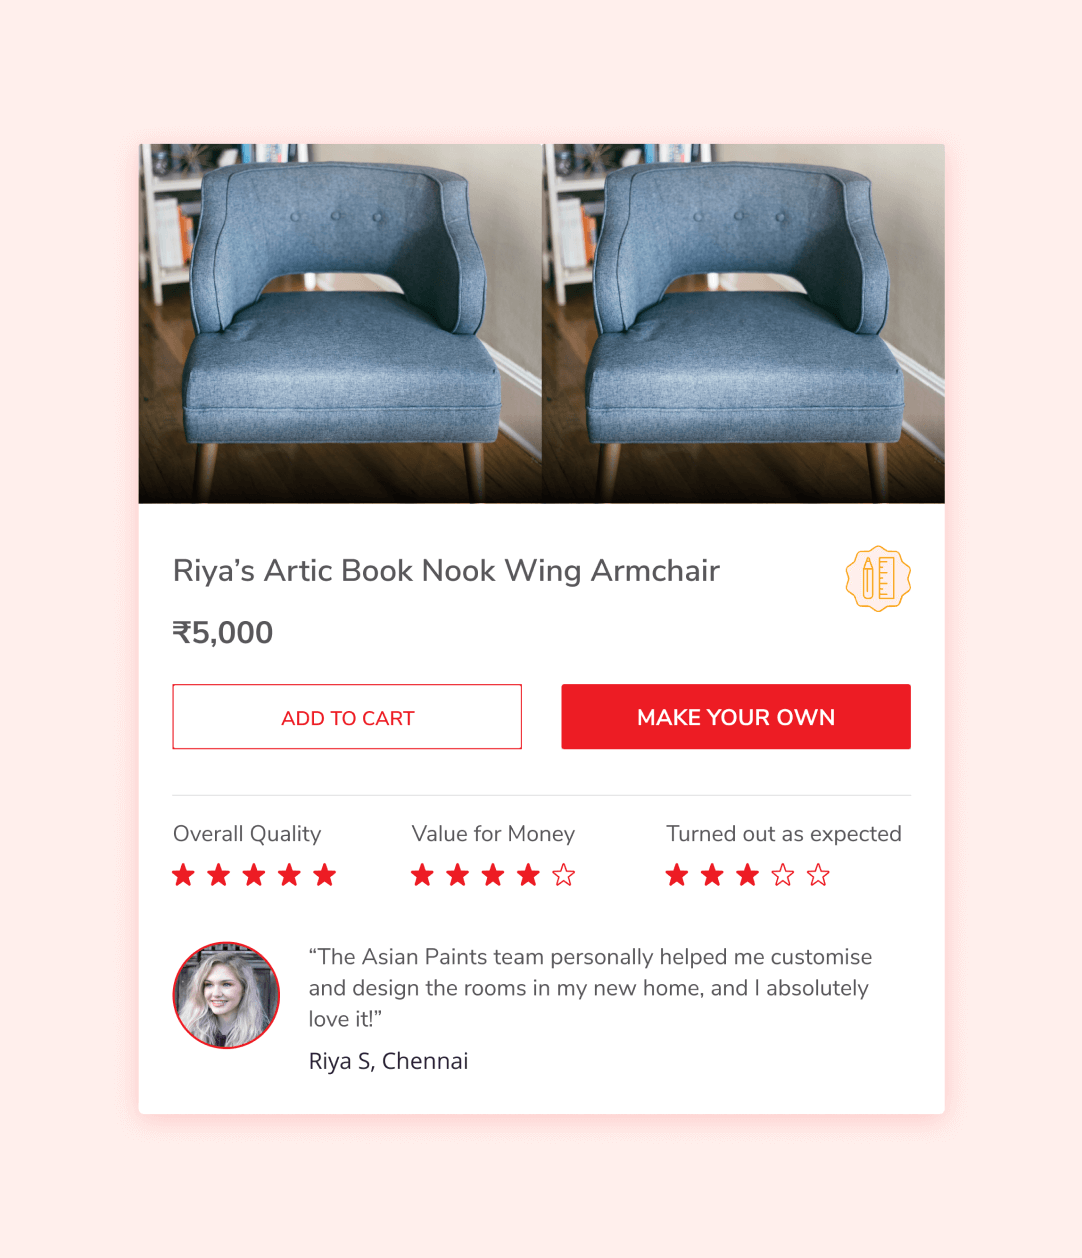 Riya’s Artic Book Nook Wing Armchair
₹5,000
ADD TO CART
MAKE YOUR OWN
Overall Quality
Value for Money
Turned out as expected
“The Asian Paints team personally helped me customise
and design the rooms in my new home, and I absolutely
love it!”
Riya S, Chennai